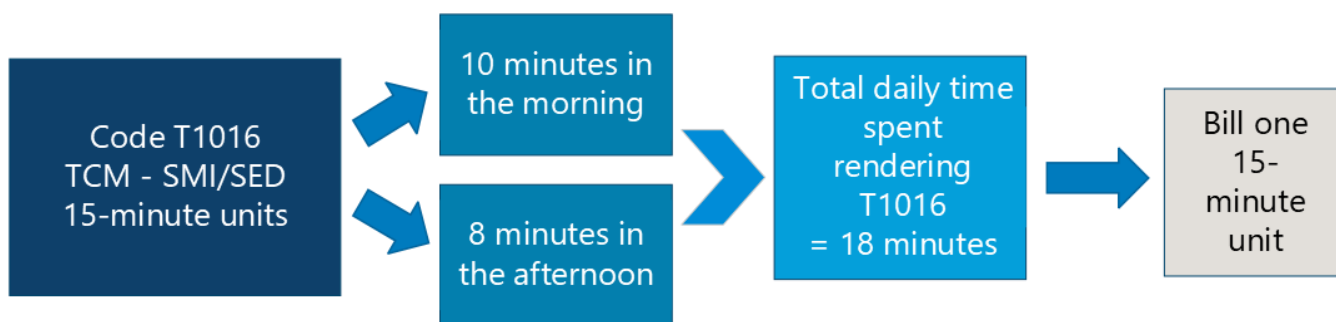 Code T1016
TCM - SMI/SED
15-minute units
10 minutes in
the morning
8 minutes in
the afternoon
Total daily time
spent
rendering
T1016
= 18 minutes
Bill one
15-
minute
unit